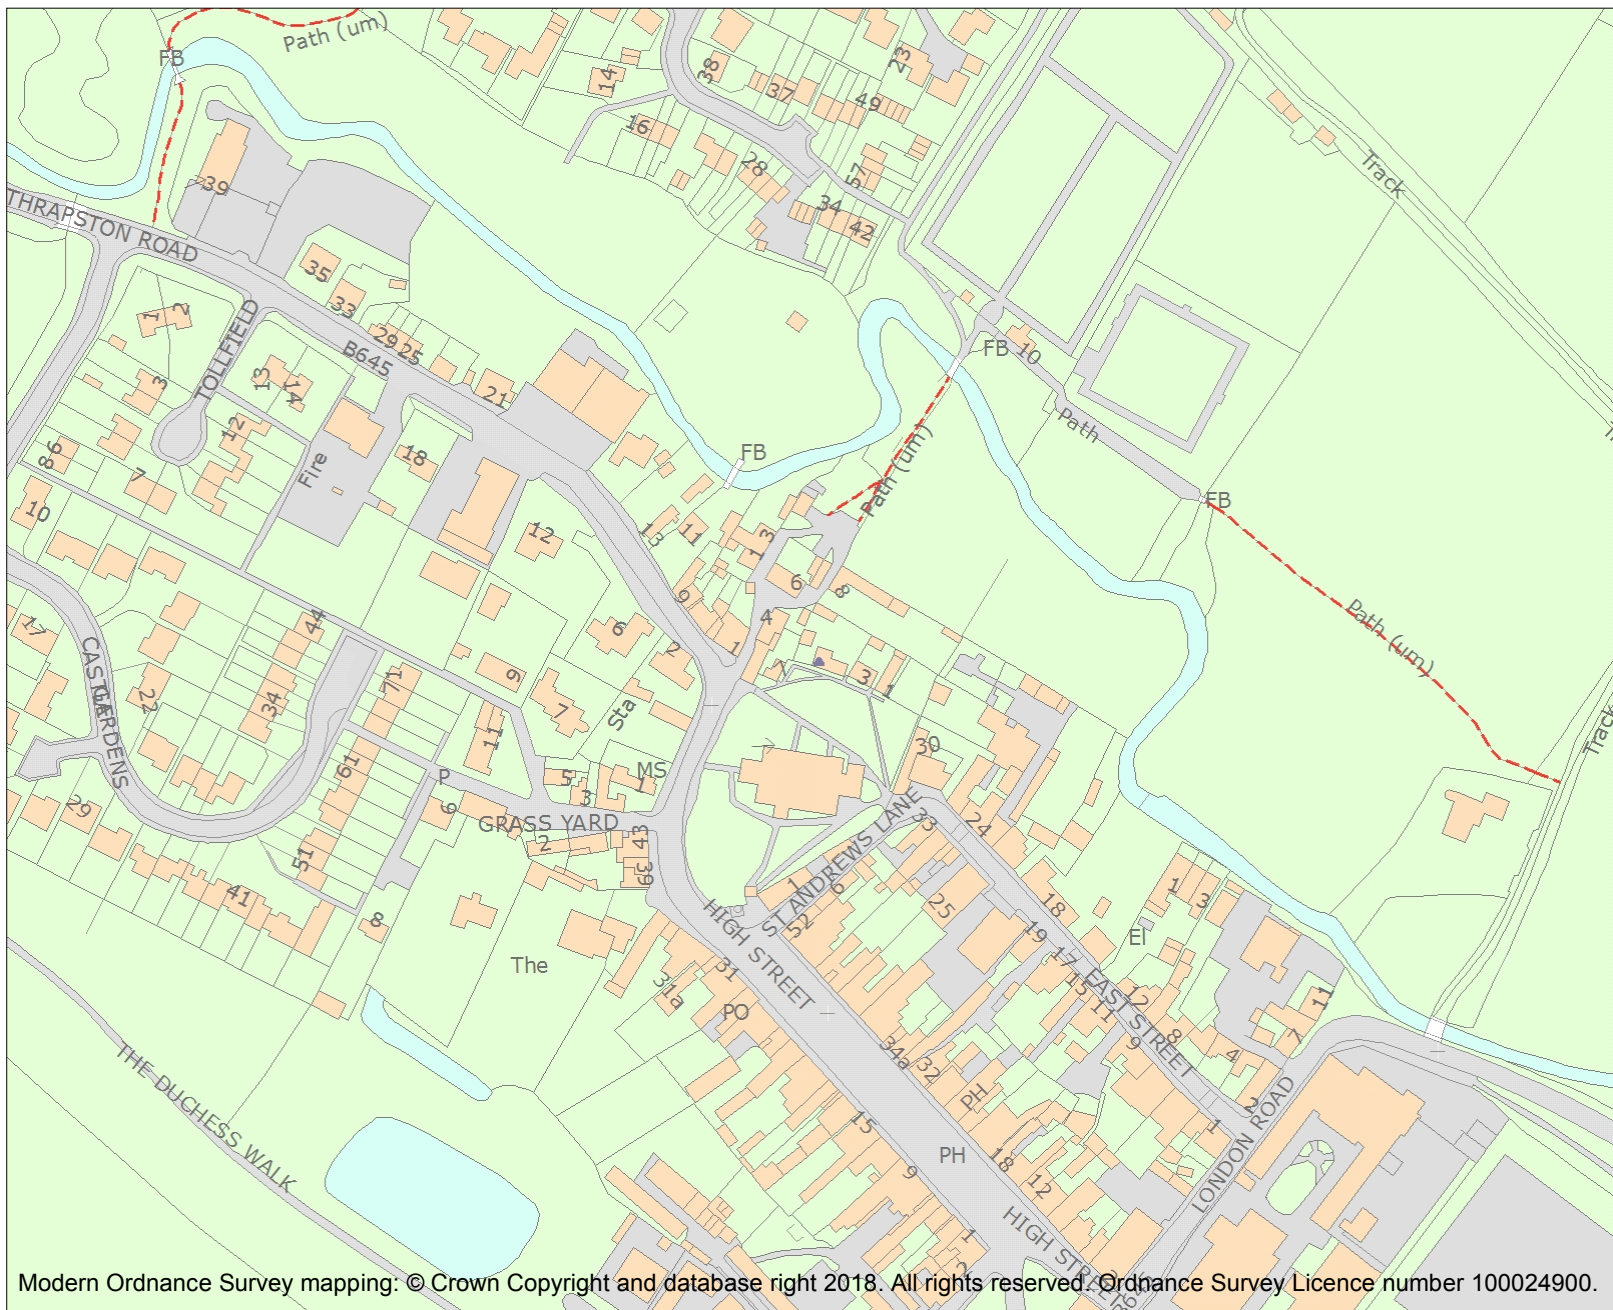 Path (um)
FB
14
38
37
23
49
16
28
57
34
42
39
THRAPSTON ROAD
Track
35
33
1
2
29
25
B645
TOLLFIELD
FB
10
3
13
14
21
12
Path
Path (um)
8
6
7
Fire
18
FB
FB
10
12
13
11
1
3
6
8
9
4
Path (um)
17
44
6
2
1
CASTLE
GARDENS
22
34
71
9
7
3
1
Sta
11
30
Track
61
P
5
3
MS
1
29
6
GRASS YARD
2
43
39
ST ANDREWS LANE
33
24
51
41
8
1
6
52
25
18
1
3
The
HIGH STREET
19
17
15
11
El
31
31a
PO
EAST STREET
12
8
9
4
7
11
34a
32
PH
THE DUCHESS WALK
15
2
1
LONDON ROAD
PH
18
12
9
HIGH STREET
1
2
Modern Ordnance Survey mapping: © Crown Copyright and database right 2018. All rights reserved. Ordnance Survey Licence number 100024900.